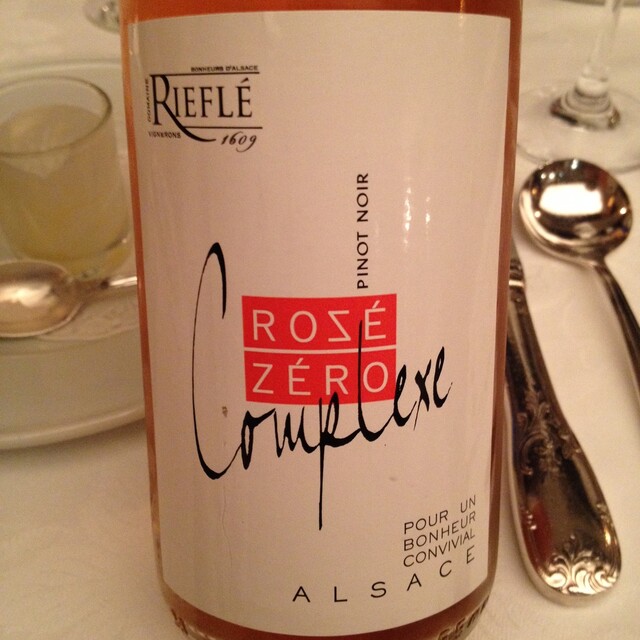 BONHEURS D'ALSACE
DOMAINE
RIEFLÉ
VIGNERONS
1609
PINOT NOIR
ROZÉ
ZÉRO
Complexe
POUR UN
BONHEUR
CONVIVIAL
ALSACE